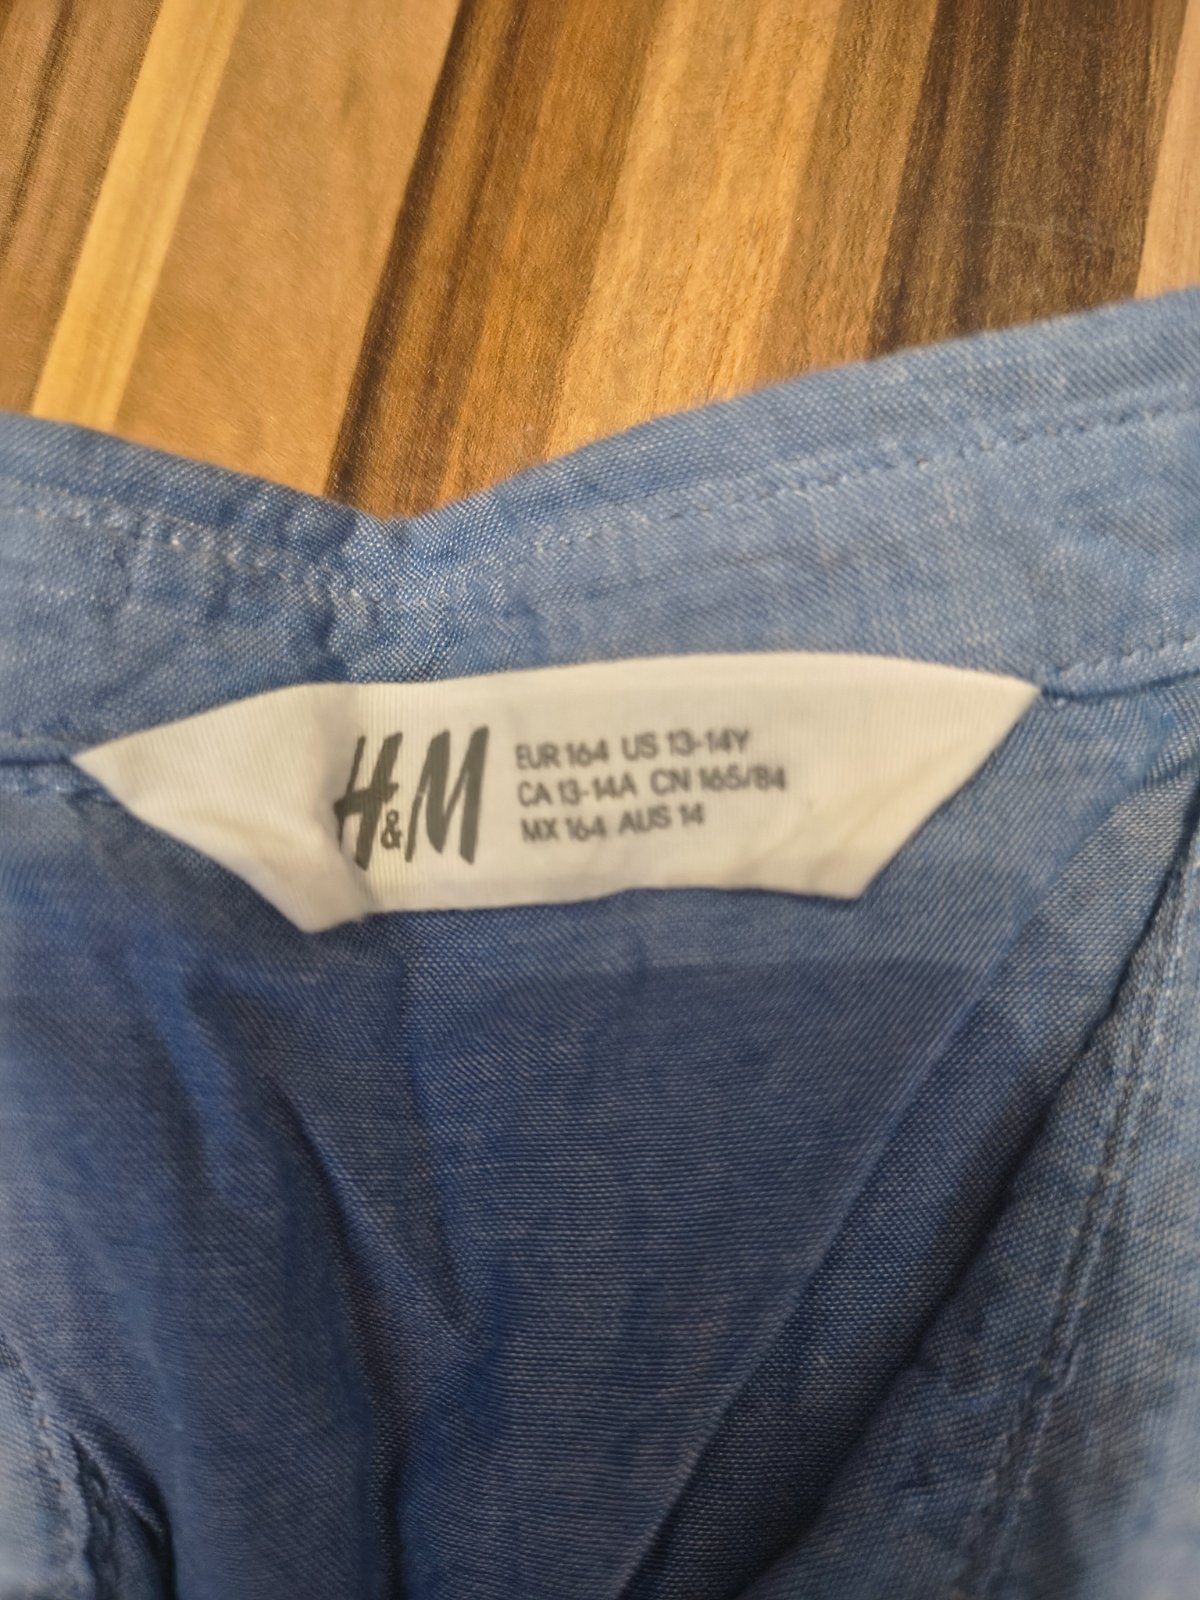 H&M
EUR 164 US 13-14Y
CA 13-14A CN 165/84
MX 164 AUS 14